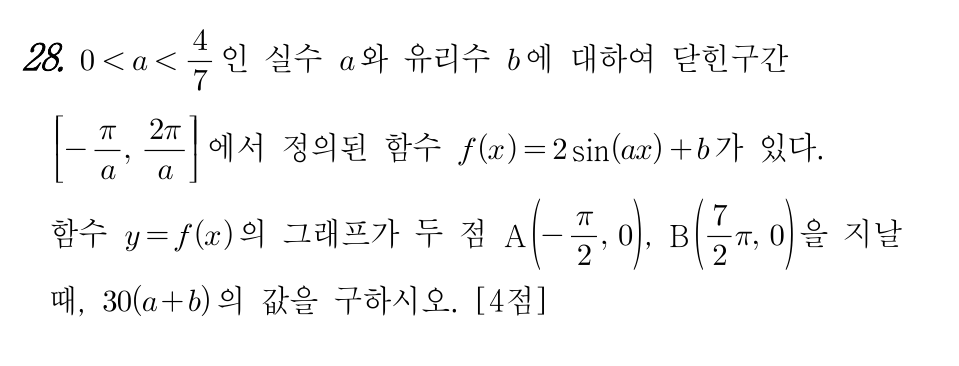 28. 0 < a < 4/7 인 실수 a와 유리수 b에 대하여 닫힌구간
[-π/a, 2π/a]에서 정의된 함수 f(x)=2sin(ax)+b가 있다.
함수 y=f(x)의 그래프가 두 점 A(-π/2, 0), B(7/2π, 0)을 지날
때, 30(a+b)의 값을 구하시오. [4점]